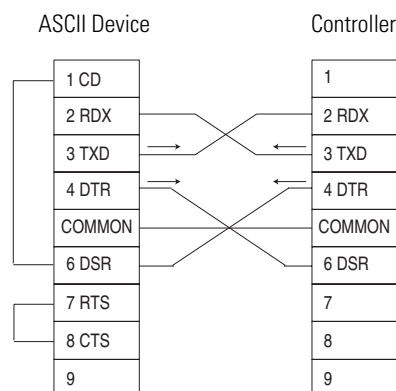 ASCII Device
Controller
1 CD
2 RDX
3 TXD
4 DTR
COMMON
6 DSR
7 RTS
8 CTS
9
1
2 RDX
3 TXD
4 DTR
COMMON
6 DSR
7
8
9